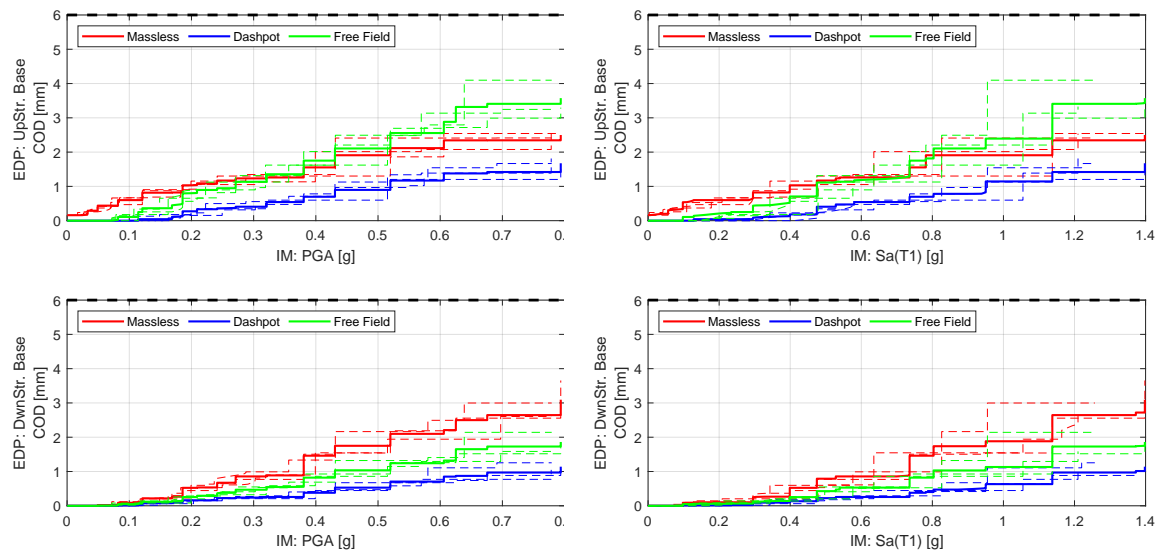 6
5
4
3
2
1
0
EDP: UpStr. Base
COD [mm]
Massless Dashpot Free Field
0 0.1 0.2 0.3 0.4 0.5 0.6 0.7 0.
IM: PGA [g]
6
5
4
3
2
1
0
EDP: UpStr. Base
COD [mm]
Massless Dashpot Free Field
0 0.2 0.4 0.6 0.8 1 1.2 1.4
IM: Sa(T1) [g]
6
5
4
3
2
1
0
EDP: DwnStr. Base
COD [mm]
Massless Dashpot Free Field
0 0.1 0.2 0.3 0.4 0.5 0.6 0.7 0.
IM: PGA [g]
6
5
4
3
2
1
0
EDP: DwnStr. Base
COD [mm]
Massless Dashpot Free Field
0 0.2 0.4 0.6 0.8 1 1.2 1.4
IM: Sa(T1) [g]